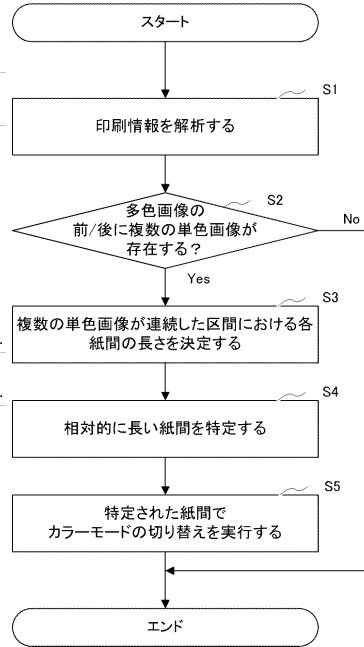 スタート
S1
印刷情報を解析する
S2
多色画像の
前/後に複数の単色画像が
存在する？
No
Yes
S3
複数の単色画像が連続した区間における各
紙間の長さを決定する
S4
相対的に長い紙間を特定する
S5
特定された紙間で
カラーモードの切り替えを実行する
エンド